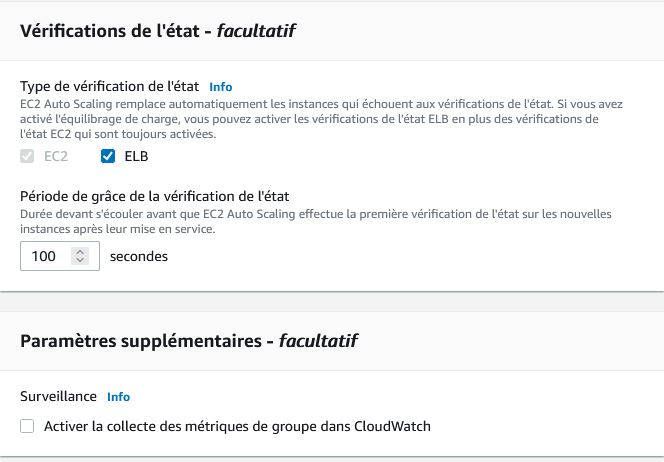 Vérifications de l'état - facultatif
Type de vérification de l'état Info
EC2 Auto Scaling remplace automatiquement les instances qui échouent aux vérifications de l'état. Si vous avez
activé l'équilibrage de charge, vous pouvez activer les vérifications de l'état ELB en plus des vérifications de
l'état EC2 qui sont toujours activées.
EC2 ELB
Période de grâce de la vérification de l'état
Durée devant s'écouler avant que EC2 Auto Scaling effectue la première vérification de l'état sur les nouvelles
instances après leur mise en service.
100 secondes
Paramètres supplémentaires - facultatif
Surveillance Info
Activer la collecte des métriques de groupe dans CloudWatch